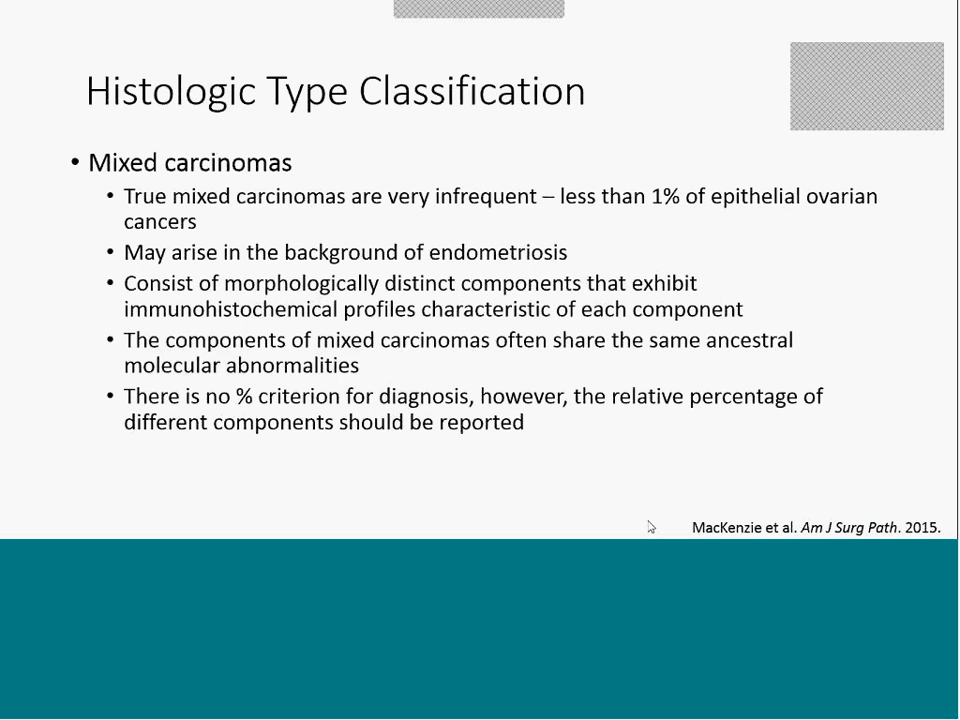 Histologic Type Classification
• Mixed carcinomas
• True mixed carcinomas are very infrequent – less than 1% of epithelial ovarian
cancers
• May arise in the background of endometriosis
• Consist of morphologically distinct components that exhibit
immunohistochemical profiles characteristic of each component
• The components of mixed carcinomas often share the same ancestral
molecular abnormalities
• There is no % criterion for diagnosis, however, the relative percentage of
different components should be reported
MacKenzie et al. Am J Surg Path. 2015.